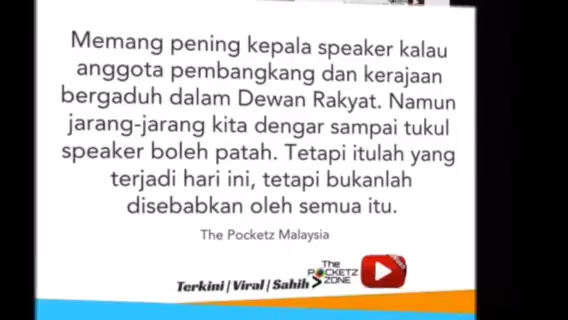 Memang pening kepala speaker kalau
anggota pembangkang dan kerajaan
bergaduh dalam Dewan Rakyat. Namun
jarang-jarang kita dengar sampai tukul
speaker boleh patah. Tetapi itulah yang
terjadi hari ini, tetapi bukanlah
disebabkan oleh semua itu.
The Pocketz Malaysia
Terkini | Viral | Sahih
The
POCKETZ
ZONE